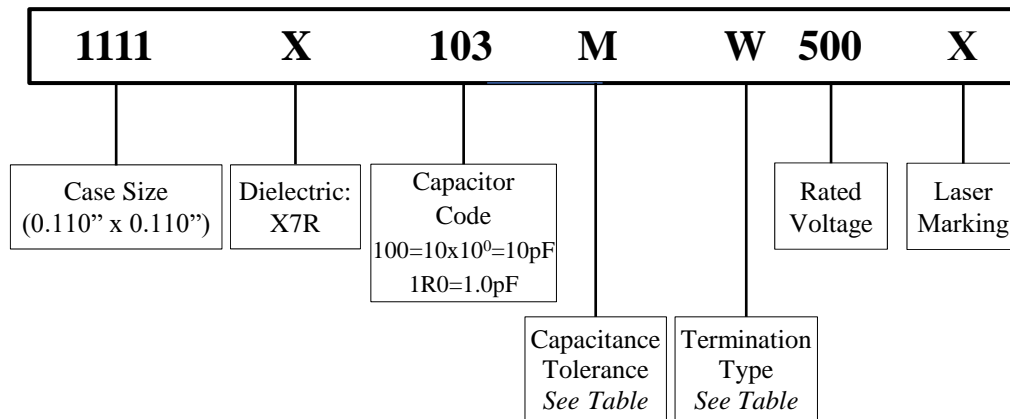 1111 X 103 M W 500 X
Case Size
(0.110” x 0.110”)
Dielectric:
X7R
Capacitor
Code
100=10x10⁰=10pF
1R0=1.0pF
Rated
Voltage
Laser
Marking
Capacitance
Tolerance
See Table
Termination
Type
See Table